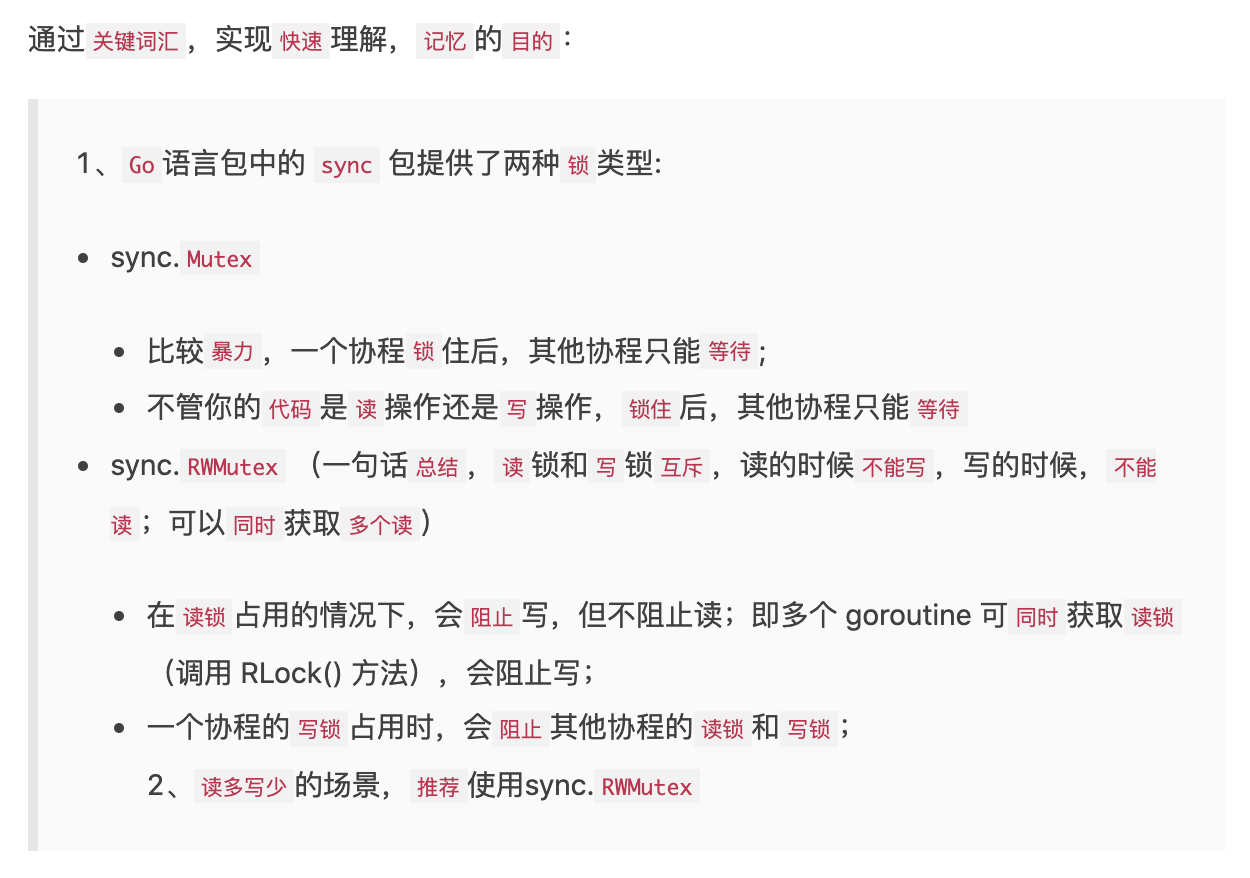 通过关键词汇，实现快速理解，记忆的目的：
1、Go语言包中的 sync 包提供了两种锁类型:
• sync.Mutex
• 比较暴力，一个协程锁住后，其他协程只能等待;
• 不管你的代码是读操作还是写操作，锁住后，其他协程只能等待
• sync.RWMutex （一句话总结，读锁和写锁互斥，读的时候不能写，写的时候，不能
读；可以同时获取多个读）
• 在读锁占用的情况下，会阻止写，但不阻止读；即多个 goroutine 可同时获取读锁
（调用 RLock() 方法），会阻止写；
• 一个协程的写锁占用时，会阻止其他协程的读锁和写锁；
2、读多写少的场景，推荐使用sync.RWMutex